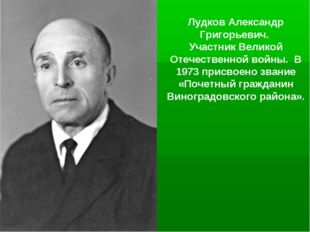 Лудков Александр
Григорьевич.
Участник Великой
Отечественной войны. В
1973 присвоено звание
«Почетный гражданин
Виноградовского района».